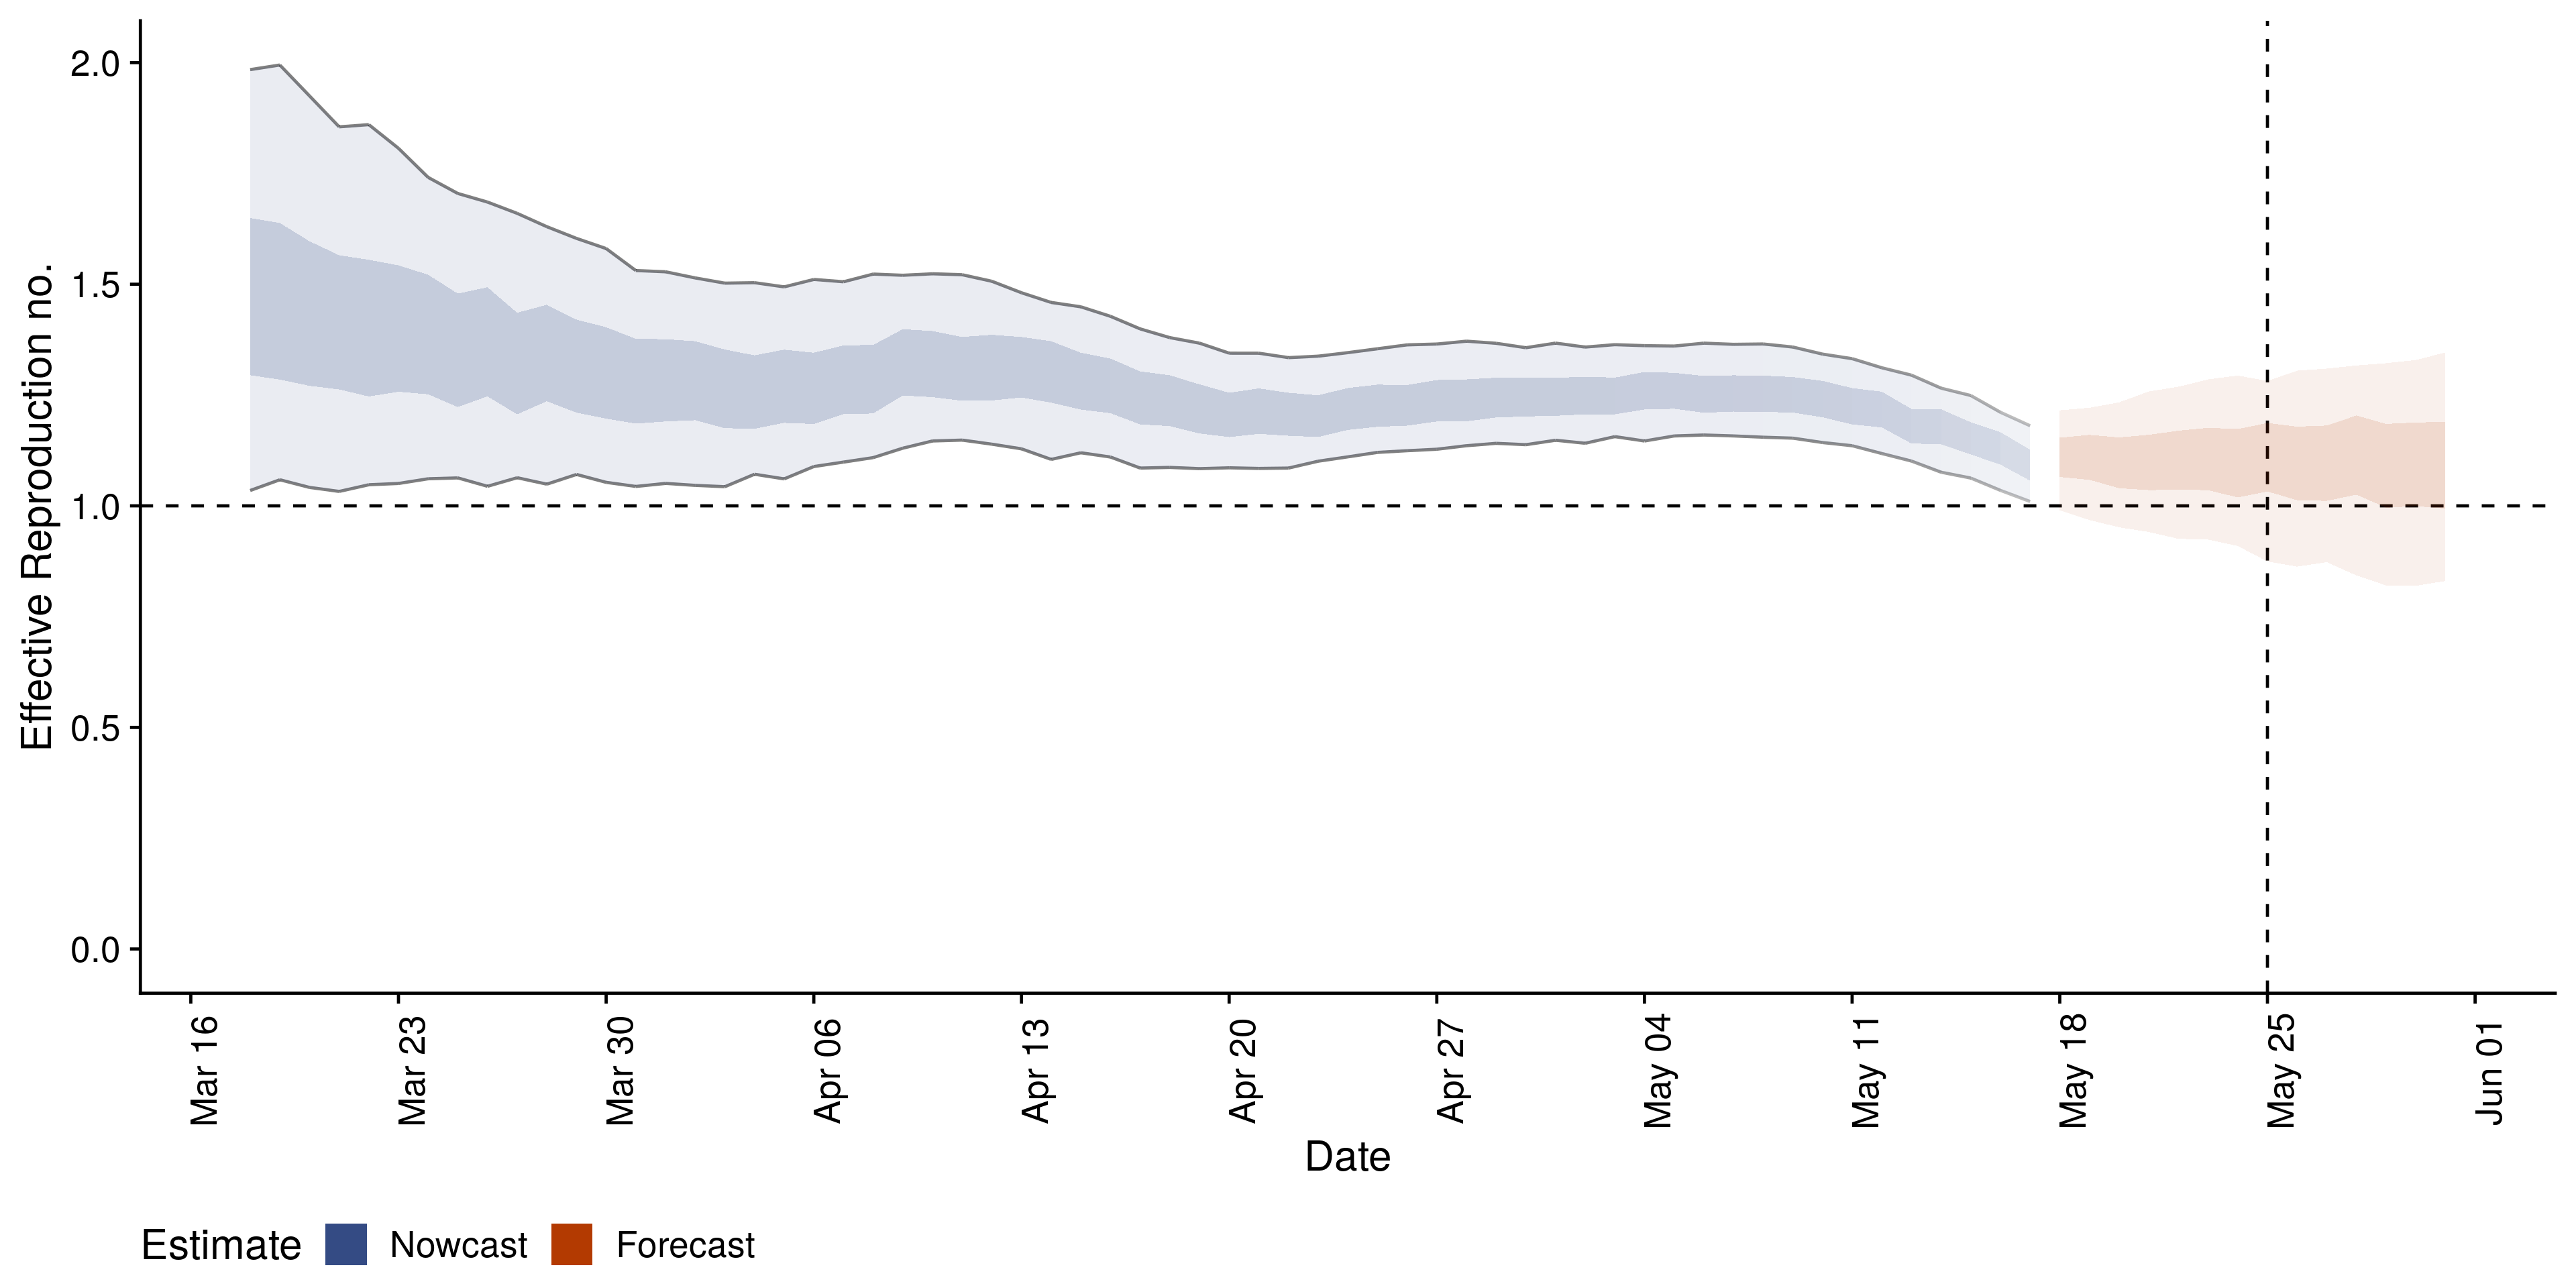 Effective Reproduction no.
2.0
1.5
1.0
0.5
0.0
Mar 16
Mar 23
Mar 30
Apr 06
Apr 13
Apr 20
Apr 27
May 04
May 11
May 18
May 25
Jun 01
Date
Estimate Nowcast Forecast